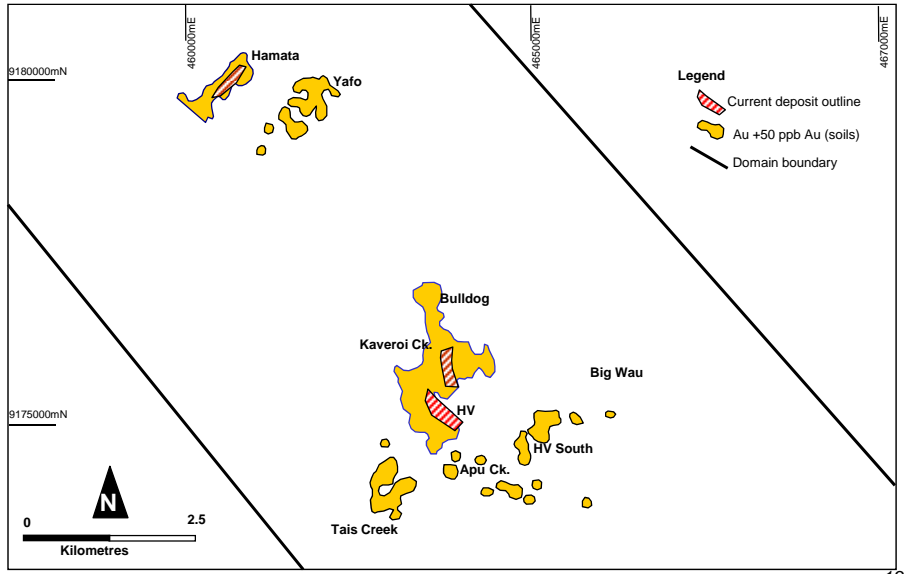 460000mE
465000mE
467000mE
Hamata
9180000mN
Yafo
Legend
Current deposit outline
Au +50 ppb Au (soils)
Domain boundary
Bulldog
Kaveroi Ck.
Big Wau
HV
9175000mN
HV South
Apu Ck.
N
0
2.5
Kilometres
Tais Creek